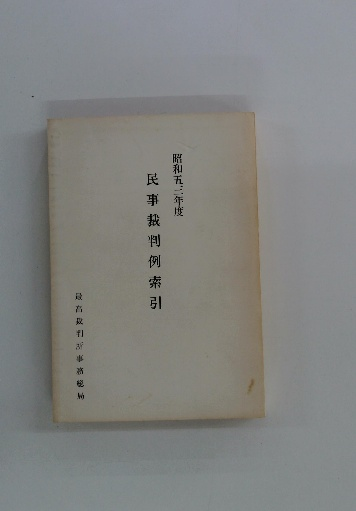 昭和五三年度
民事裁判例索引
最高裁判所事務総局